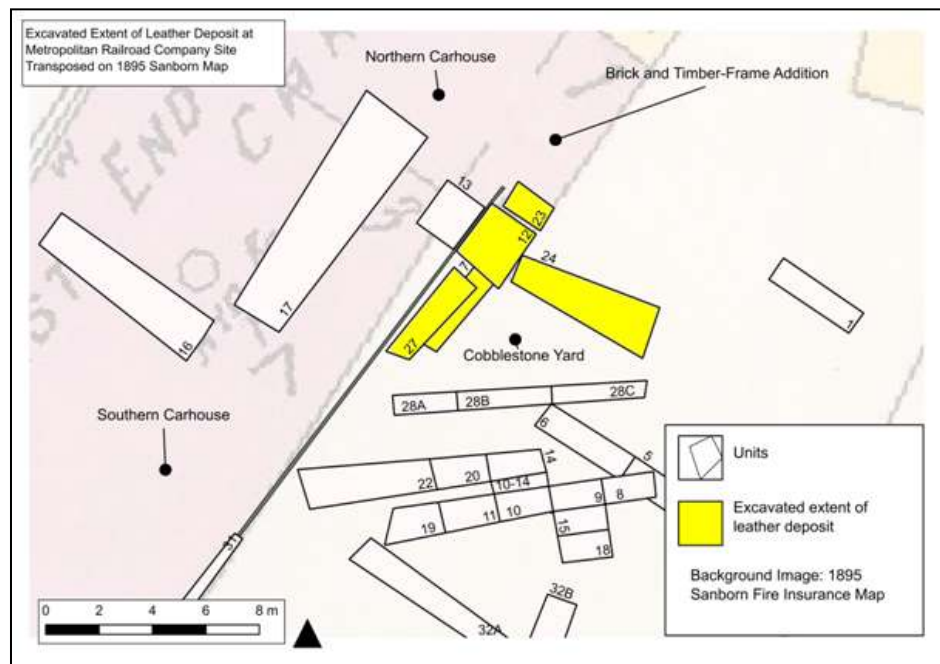 Excavated Extent of Leather Deposit at
Metropolitan Railroad Company Site
Transposed on 1895 Sanborn Map
Northern Carhouse
Brick and Timber-Frame Addition
END
CA
ST
13
23
12
24
7
17
16
27
1
Cobblestone Yard
28A
28B
28C
6
5
Southern Carhouse
14
22
20
10-14
9
8
19
11
10
15
18
31
32B
32A
Units
Excavated extent of
leather deposit
Background Image: 1895
Sanborn Fire Insurance Map
0 2 4 6 8 m